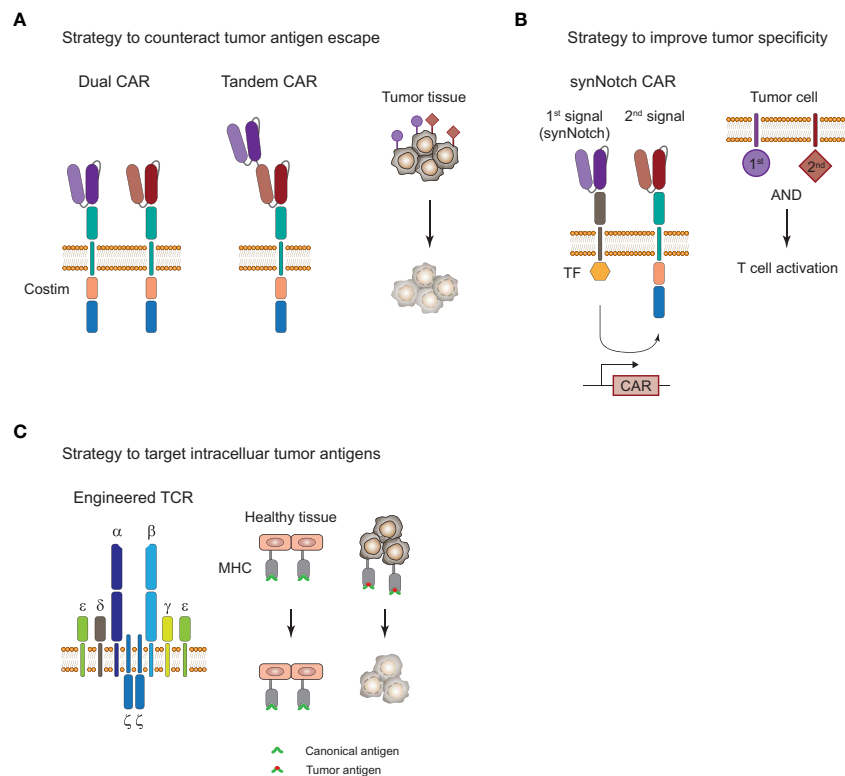 A
Strategy to counteract tumor antigen escape
Dual CAR
Tandem CAR
Tumor tissue
Costim
B
Strategy to improve tumor specificity
synNotch CAR
1st signal
(synNotch)
2nd signal
Tumor cell
1st
2nd
AND
TF
T cell activation
CAR
C
Strategy to target intracelluar tumor antigens
Engineered TCR
Healthy tissue
α
β
MHC
ε
δ
γ
ε
ζ
ζ
Canonical antigen
Tumor antigen